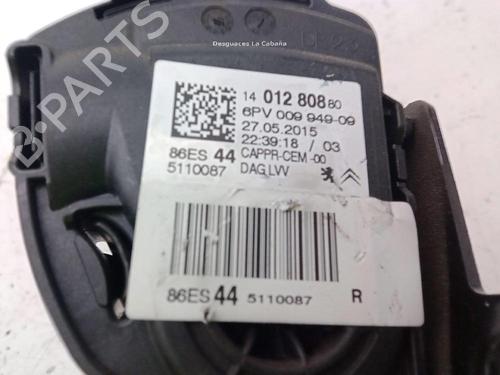 Desguaces La Cabaña
14 012 808 80
6PV 009 949-09
27.05.2015
22:39:18 / 03
86ES 44 CAPPR-CEM -00
5110087 DAG LVV
86ES 44 5110087 R